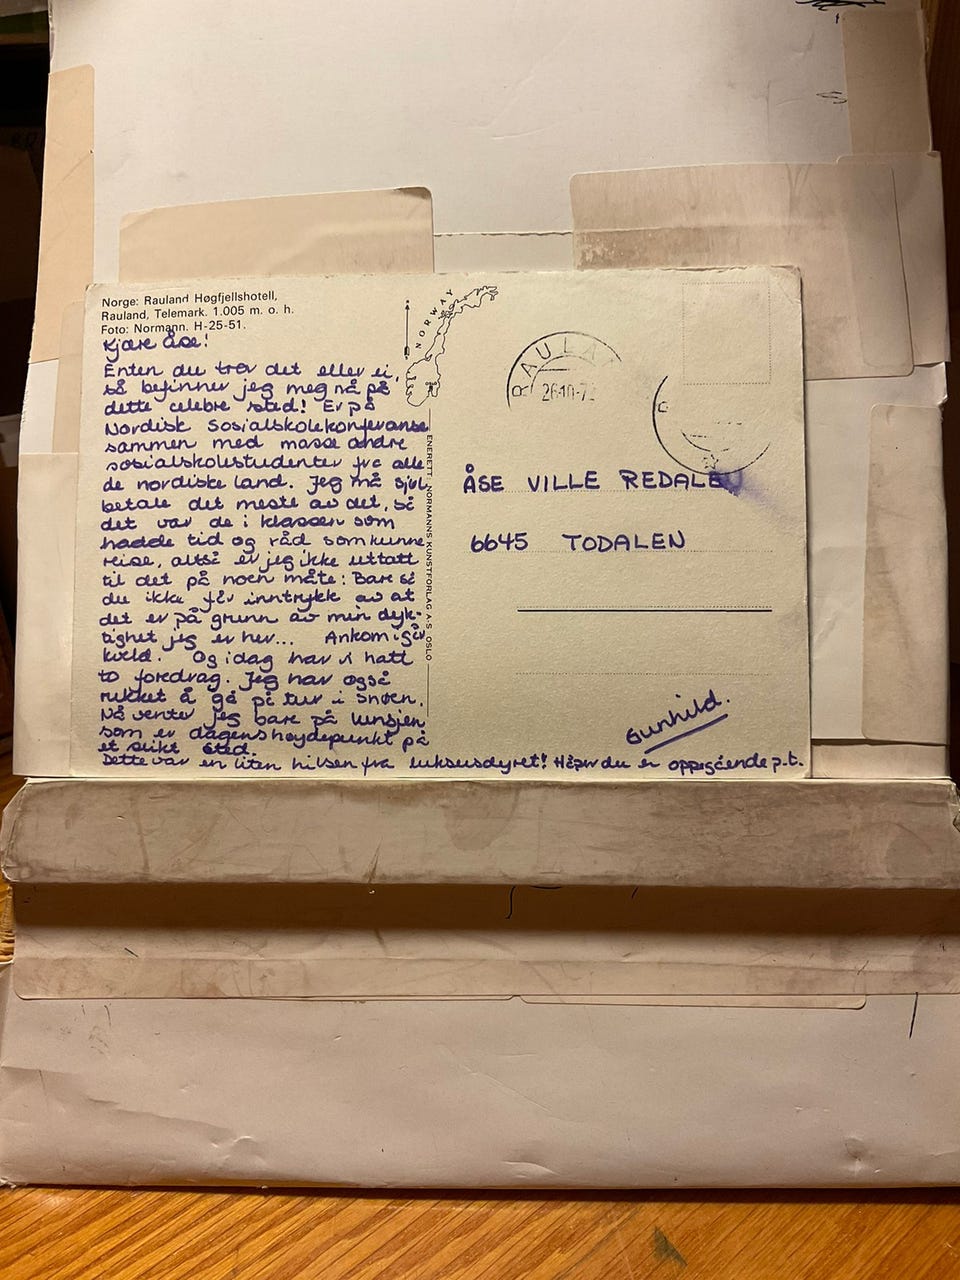 Norge: Rauland Høgfjellshotell,
Rauland, Telemark. 1.005 m. o. h.
Foto: Normann. H-25-51.
Kjære Åse!
Enten du tror det eller ei,
så befinner jeg meg nå på
dette celebre sted! Er på
Nordisk Sosialskolekonferanse
sammen med masse andre
sosialskolestudenter fra alle
de nordiske land. Jeg må sjøl
betale det meste av det, så
det var de i klassen som
hadde tid og råd som kunne
reise, altså er jeg ikke uttatt
til det på noen måte: Bare så
du ikke får inntrykk av at
det er på grunn av min dyk-
tighet jeg er her... Ankom i går
kveld. Og idag har vi hatt
to foredrag. Jeg har også
rukket å gå på tur i snøen.
Nå venter jeg bare på lunsjen
som er dagens høydepunkt på
et slikt sted.
Dette var en liten hilsen fra luksusdyret! Håper du er oppegående p.t.
Gunhild.
NORWAY
OSLO
ENERETT: NORMANNS KUNSTFORLAG A/S OSLO
RAULA
26-10-72
ÅSE VILLE REDALEN
6645 TODALEN